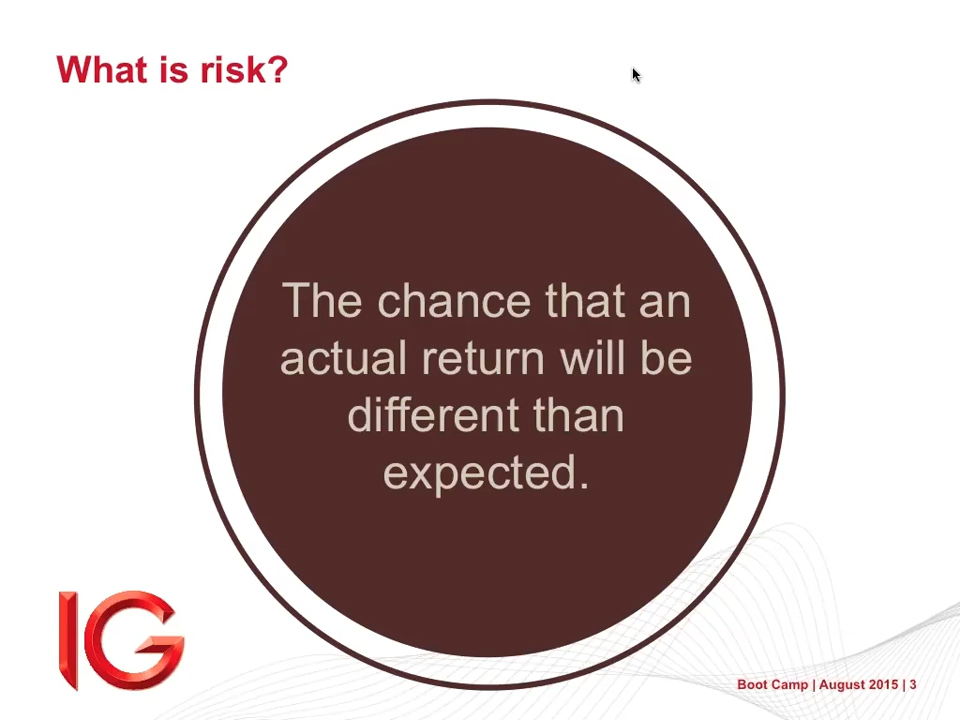 What is risk?
The chance that an
actual return will be
different than
expected.
IG
Boot Camp | August 2015 | 3